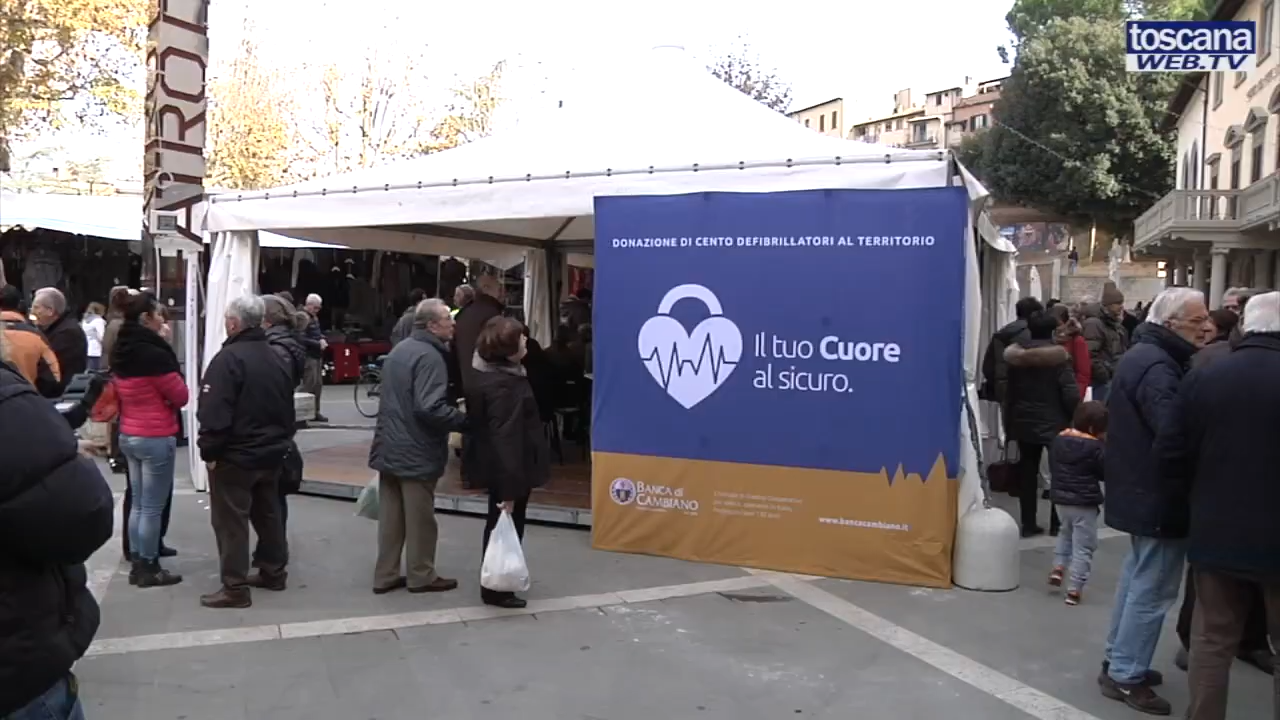 toscana
WEB.TV
DONAZIONE DI CENTO DEFIBRILLATORI AL TERRITORIO
Il tuo Cuore
al sicuro.
BANCA DI
CAMBIANO
www.bancacambiano.it